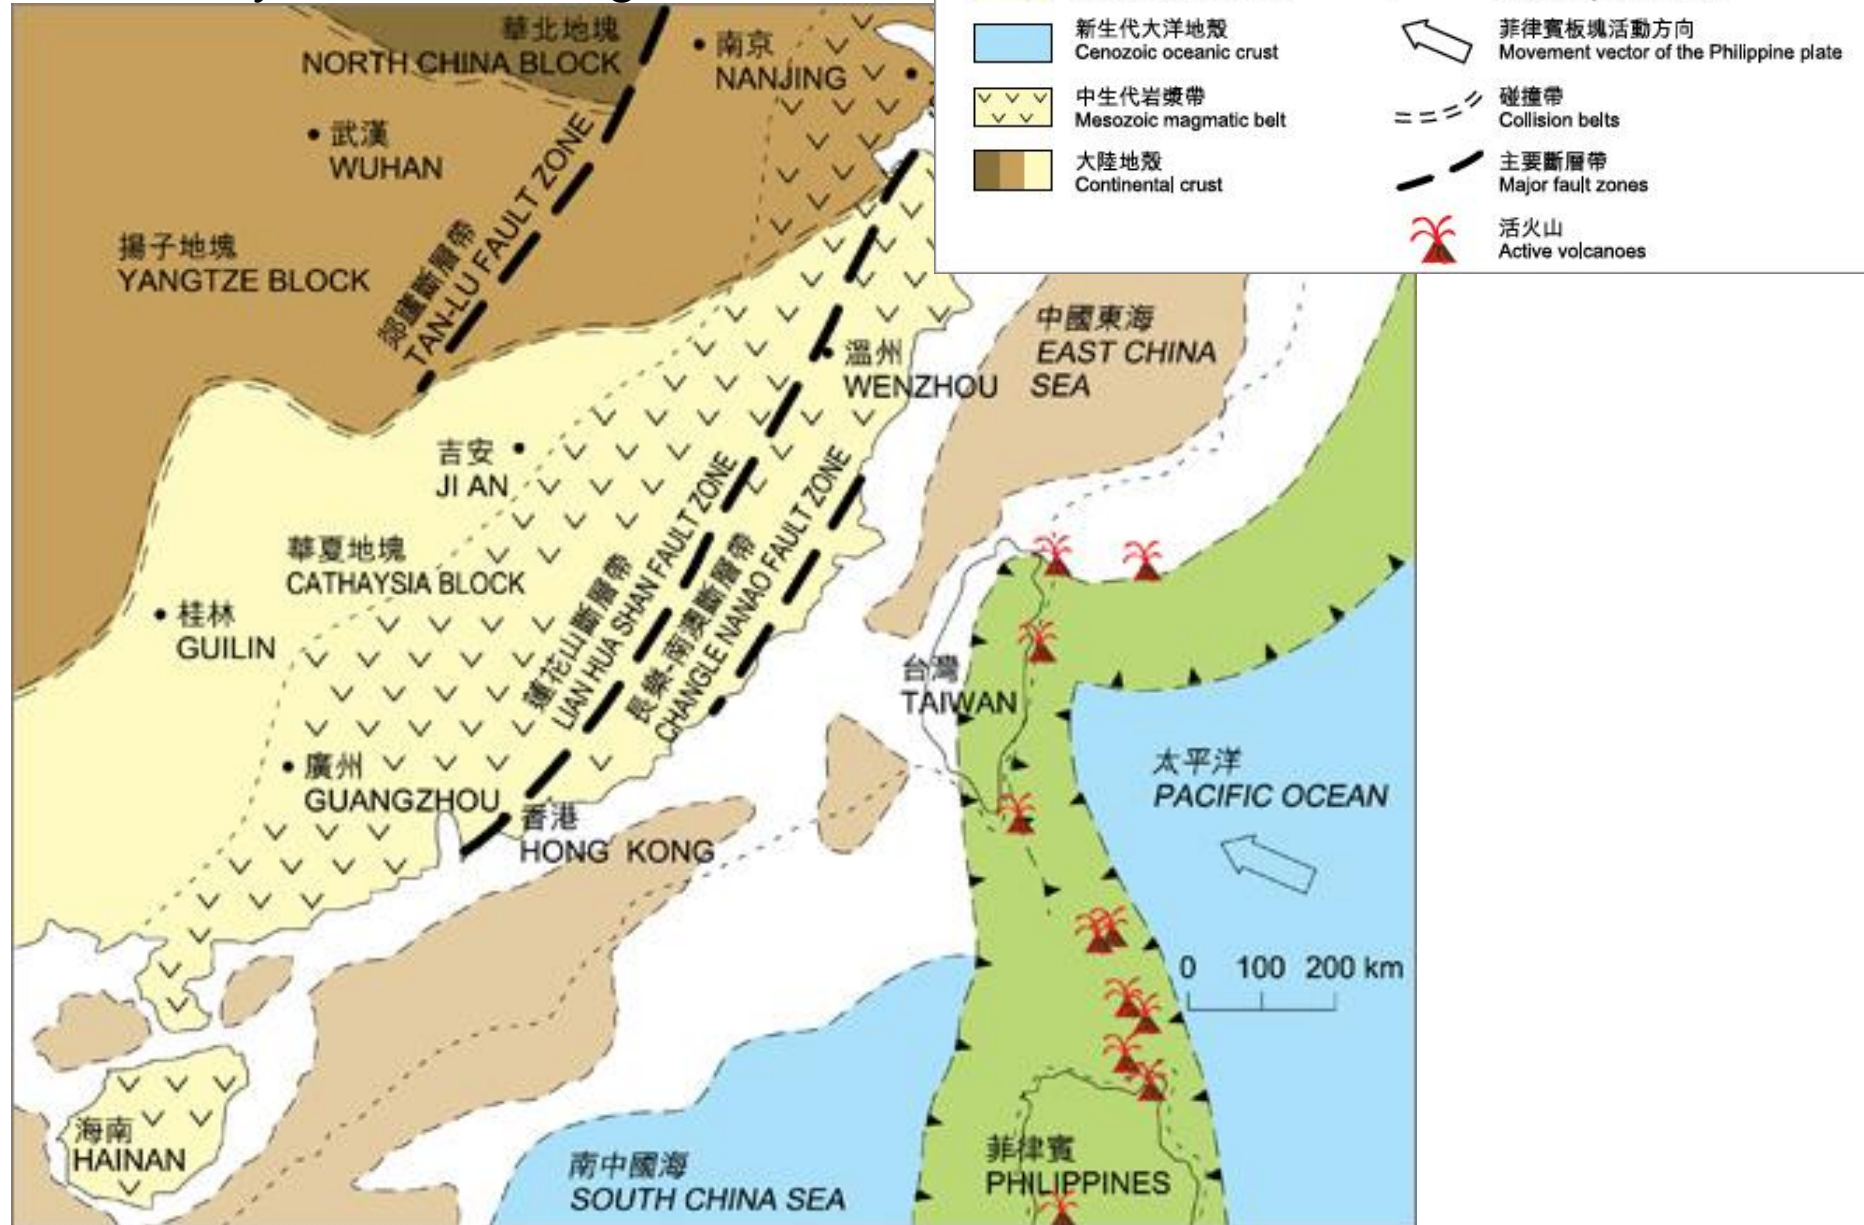 華北地塊
NORTH CHINA BLOCK
南京
NANJING
武漢
WUHAN
揚子地塊
YANGTZE BLOCK
郯廬斷層帶
TAN-LU FAULT ZONE
新生代大洋地殼
Cenozoic oceanic crust
中生代岩漿帶
Mesozoic magmatic belt
大陸地殼
Continental crust
菲律賓板塊活動方向
Movement vector of the Philippine plate
碰撞帶
Collision belts
主要斷層帶
Major fault zones
活火山
Active volcanoes
中國東海
EAST CHINA
SEA
溫州
WENZHOU
吉安
JI AN
華夏地塊
CATHAYSIA BLOCK
桂林
GUILIN
蓮花山斷層帶
LIAN HUA SHAN FAULT ZONE
長樂-南澳斷層帶
CHANGLE NANAO FAULT ZONE
台灣
TAIWAN
廣州
GUANGZHOU
香港
HONG KONG
太平洋
PACIFIC OCEAN
0 100 200 km
海南
HAINAN
南中國海
SOUTH CHINA SEA
菲律賓
PHILIPPINES